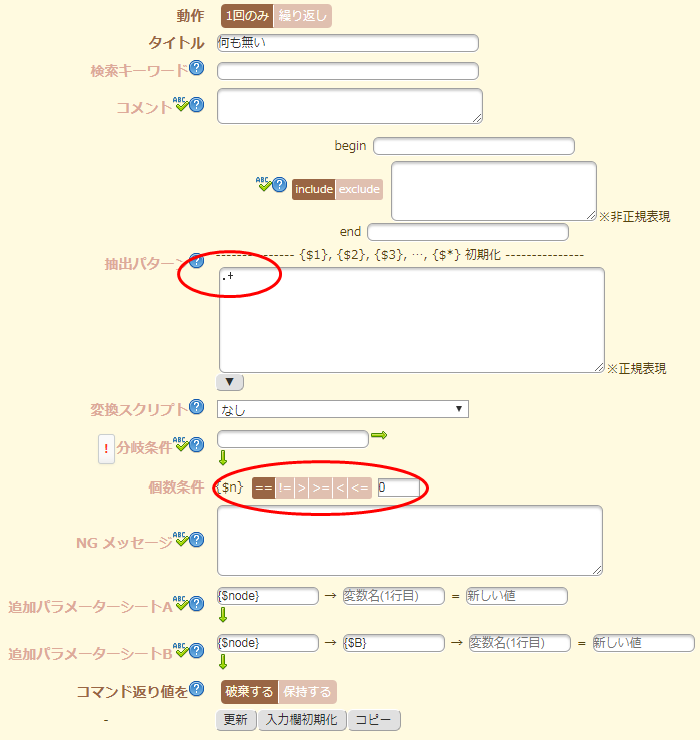 動作 1回のみ 繰り返し
タイトル 何も無い
検索キーワード ?
コメント ABC ?
begin
ABC ? include exclude ※非正規表現
end
抽出パターン ? --------------- {$1}, {$2}, {$3}, …, {$*} 初期化 ---------------
.+
※正規表現
▼
変換スクリプト ? なし ▼
! 分岐条件 ABC ?
個数条件 {$n} == != > >= < <= 0
NG メッセージ ABC ?
追加パラメーターシートA ABC ? {$node} → 変数名(1行目) = 新しい値
追加パラメーターシートB ABC ? {$node} → {$B} → 変数名(1行目) = 新しい値
コマンド返り値を ? 破棄する 保持する
- 更新 入力欄初期化 コピー